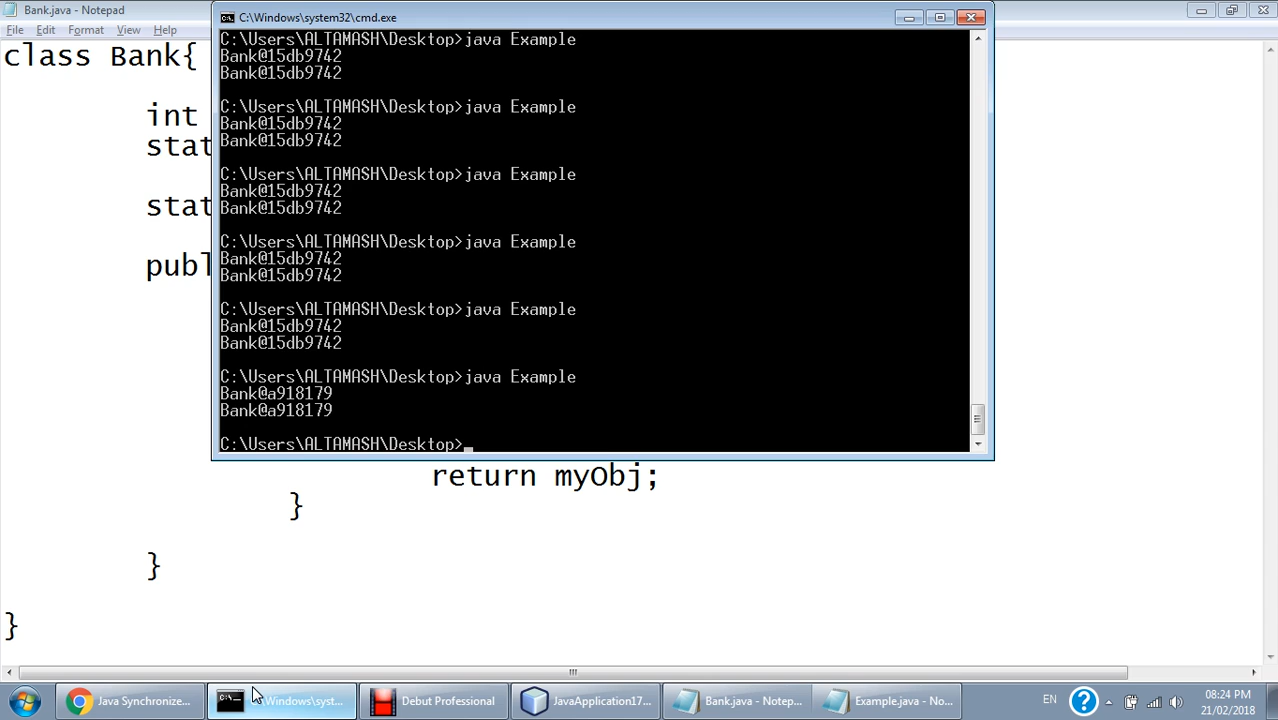 Bank.java - Notepad
File Edit Format View Help
class Bank{
int
stat
stat
publ
return myObj;
}
}
}
C:\Windows\system32\cmd.exe
C:\Users\ALTAMASH\Desktop>java Example
Bank@15db9742
Bank@15db9742
C:\Users\ALTAMASH\Desktop>java Example
Bank@15db9742
Bank@15db9742
C:\Users\ALTAMASH\Desktop>java Example
Bank@15db9742
Bank@15db9742
C:\Users\ALTAMASH\Desktop>java Example
Bank@15db9742
Bank@15db9742
C:\Users\ALTAMASH\Desktop>java Example
Bank@15db9742
Bank@15db9742
C:\Users\ALTAMASH\Desktop>java Example
Bank@a918179
Bank@a918179
C:\Users\ALTAMASH\Desktop>
Java Synchronize...
C:\Windows\syst...
Debut Professional
JavaApplication17...
Bank.java - Notep...
Example.java - No...
EN
08:24 PM
21/02/2018